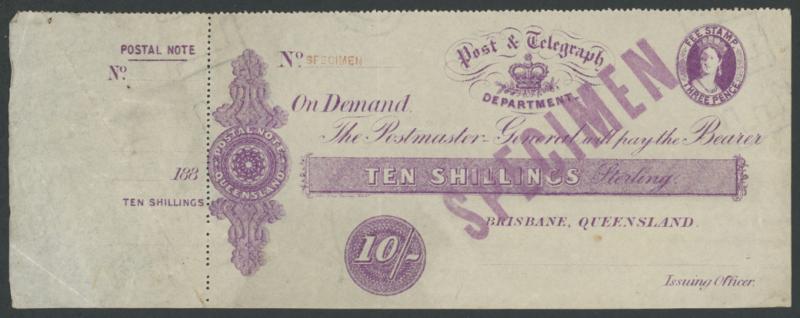 POSTAL NOTE
No.
188
TEN SHILLINGS
POSTAL NOTE
QUEENSLAND
No. SPECIMEN
Post & Telegraph
DEPARTMENT.
FEE STAMP
THREE PENCE
On Demand.
The Postmaster-General will pay the Bearer
TEN SHILLINGS Sterling.
BRISBANE, QUEENSLAND.
10/-
Issuing Officer.
SPECIMEN